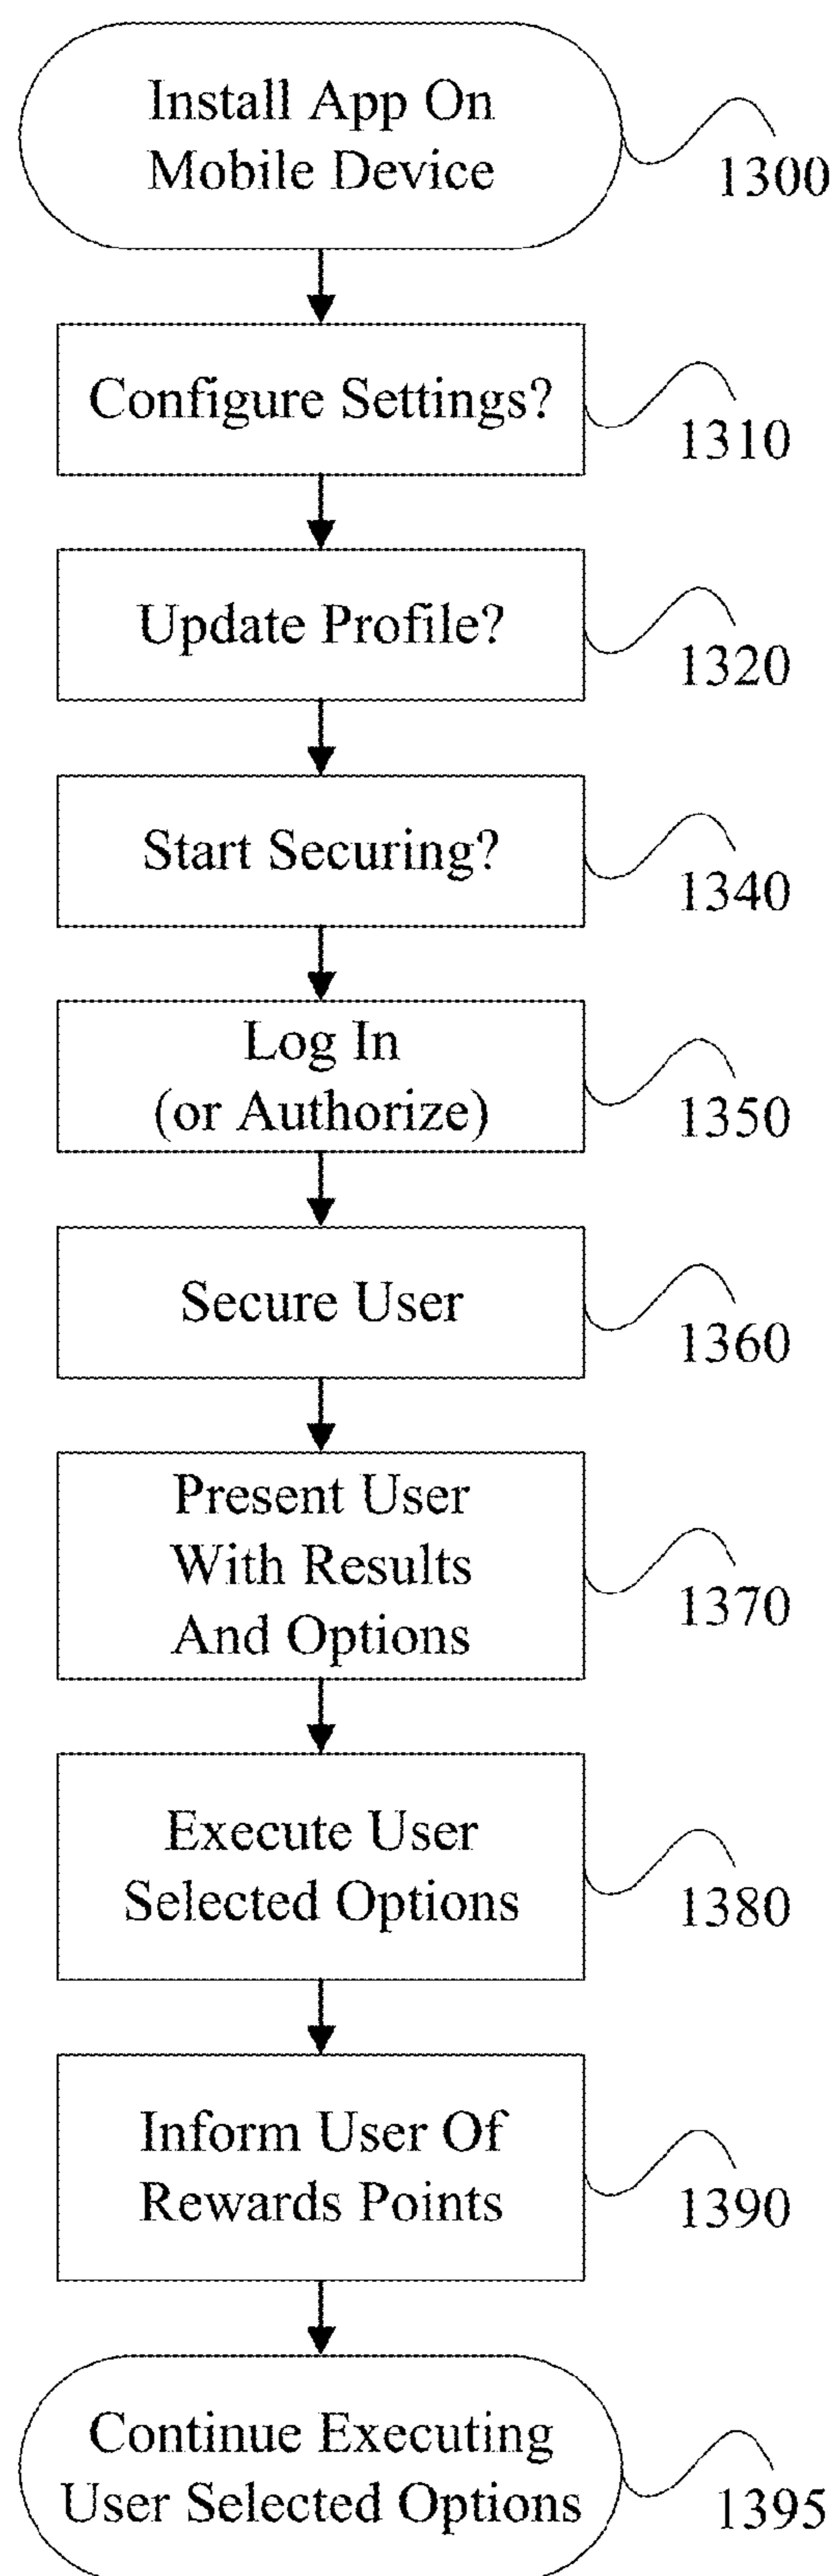 Install App On
Mobile Device
1300
Configure Settings?
1310
Update Profile?
1320
Start Securing?
1340
Log In
(or Authorize)
1350
Secure User
1360
Present User
With Results
And Options
1370
Execute User
Selected Options
1380
Inform User Of
Rewards Points
1390
Continue Executing
User Selected Options
1395